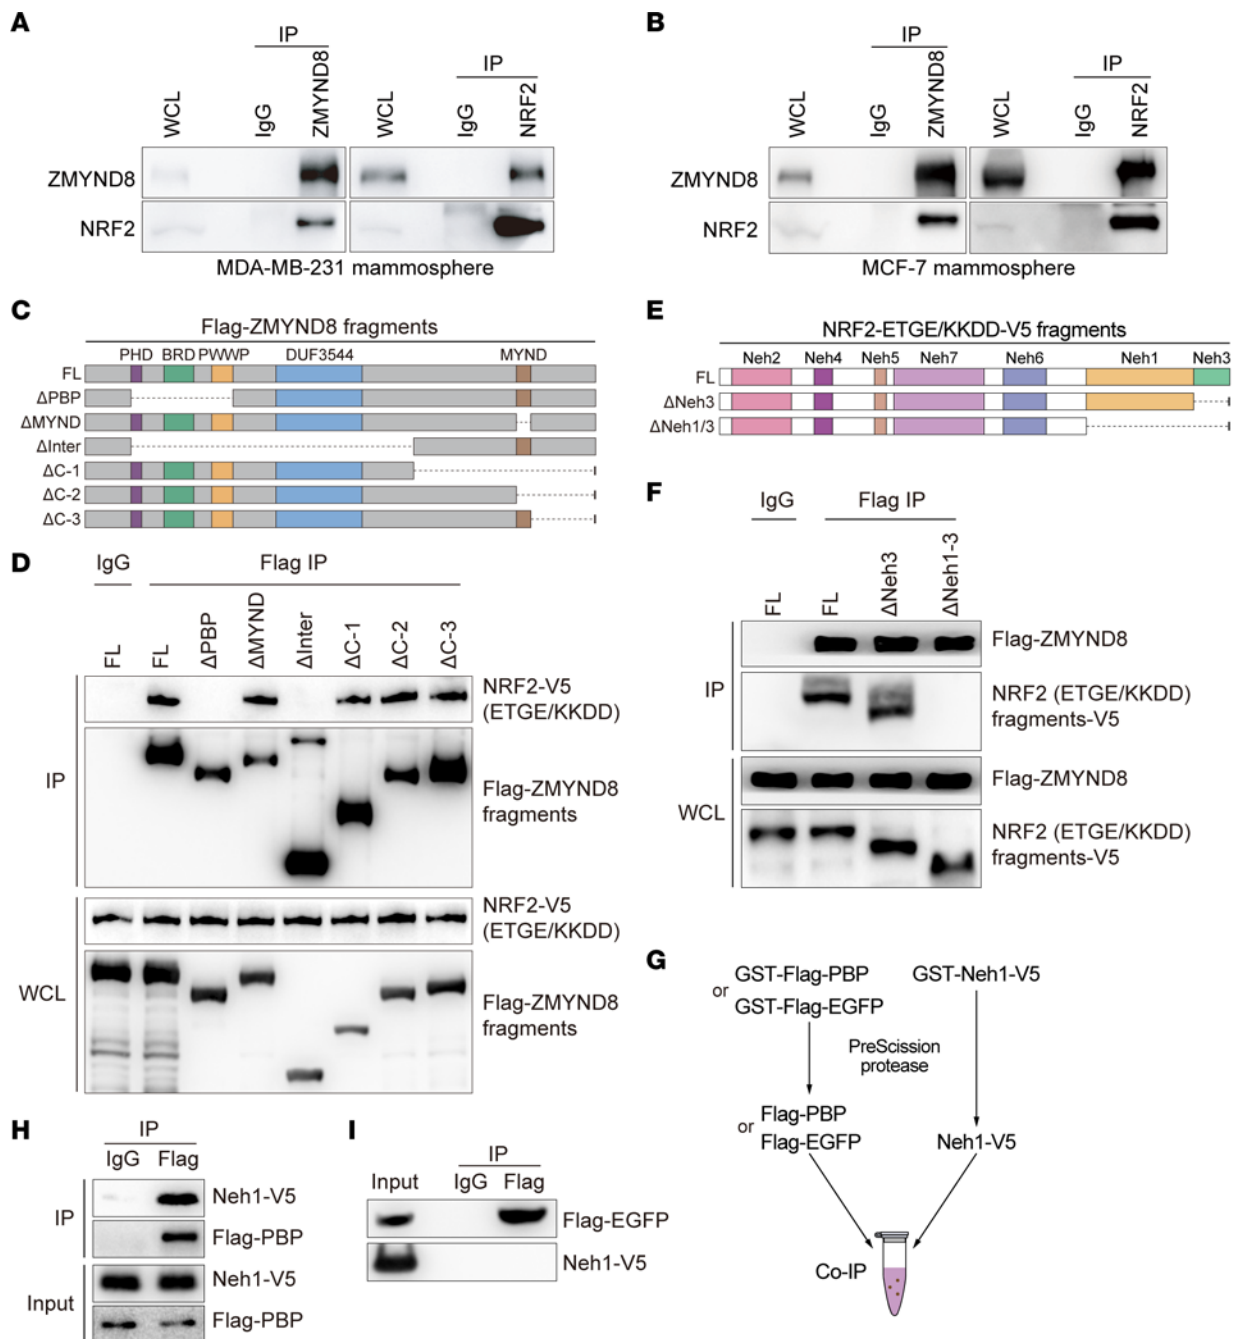 A
IP
WCL
IgG
ZMYND8
WCL
IP
IgG
NRF2
ZMYND8
NRF2
MDA-MB-231 mammosphere
B
IP
WCL
IgG
ZMYND8
WCL
IP
IgG
NRF2
ZMYND8
NRF2
MCF-7 mammosphere
C
Flag-ZMYND8 fragments
PHD BRD PWWP DUF3544 MYND
FL
ΔPBP
ΔMYND
ΔInter
ΔC-1
ΔC-2
ΔC-3
E
NRF2-ETGE/KKDD-V5 fragments
Neh2 Neh4 Neh5 Neh7 Neh6 Neh1 Neh3
FL
ΔNeh3
ΔNeh1/3
D
IgG Flag IP
FL FL ΔPBP ΔMYND ΔInter ΔC-1 ΔC-2 ΔC-3
IP
NRF2-V5
(ETGE/KKDD)
Flag-ZMYND8
fragments
WCL
NRF2-V5
(ETGE/KKDD)
Flag-ZMYND8
fragments
F
IgG Flag IP
FL FL ΔNeh3 ΔNeh1-3
IP
Flag-ZMYND8
NRF2 (ETGE/KKDD)
fragments-V5
WCL
Flag-ZMYND8
NRF2 (ETGE/KKDD)
fragments-V5
G
GST-Flag-PBP GST-Neh1-V5
or
GST-Flag-EGFP
PreScission
protease
Flag-PBP
or
Flag-EGFP Neh1-V5
Co-IP
H
IP
IgG Flag
IP
Neh1-V5
Flag-PBP
Input
Neh1-V5
Flag-PBP
I
IP
Input IgG Flag
Flag-EGFP
Neh1-V5